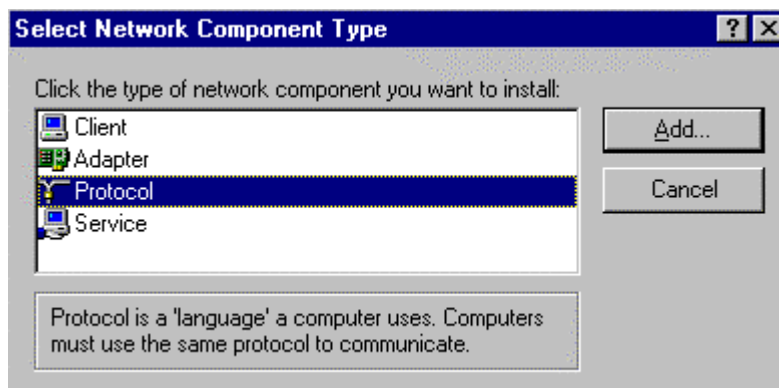 Select Network Component Type
Click the type of network component you want to install:
Client
Add...
Adapter
Protocol
Cancel
Service
Protocol is a 'language' a computer uses. Computers
must use the same protocol to communicate.